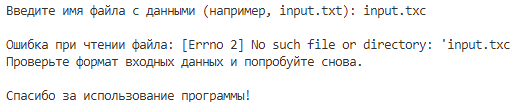 Введите имя файла с данными (например, input.txt): input.txc
Ошибка при чтении файла: [Errno 2] No such file or directory: 'input.txc
Проверьте формат входных данных и попробуйте снова.
Спасибо за использование программы!